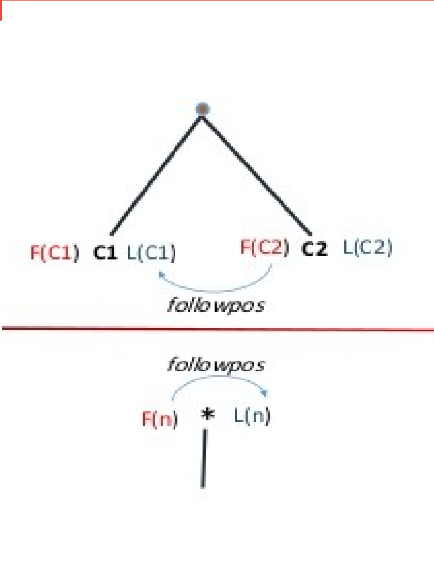 F(C1) C1 L(C1) F(C2) C2 L(C2)
followpos
followpos
F(n) * L(n)